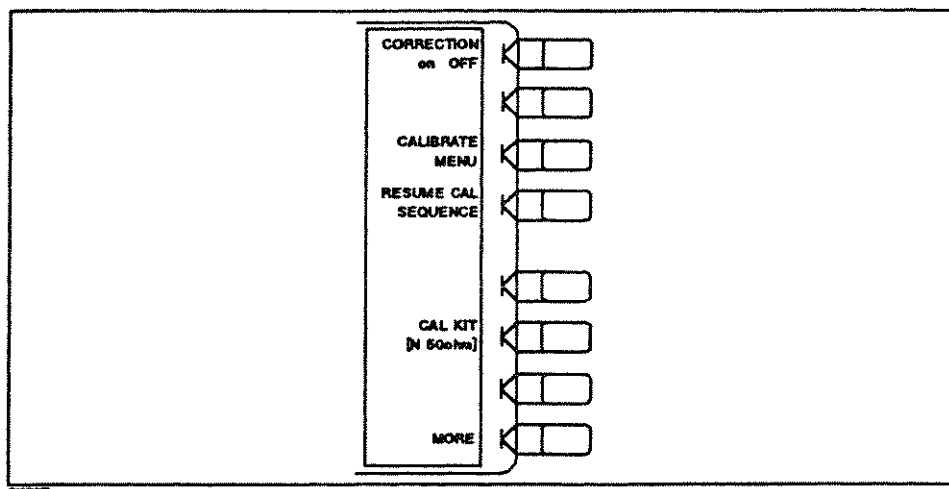 CORRECTION
on OFF
CALIBRATE
MENU
RESUME CAL
SEQUENCE
CAL KIT
[N 50ohm]
MORE